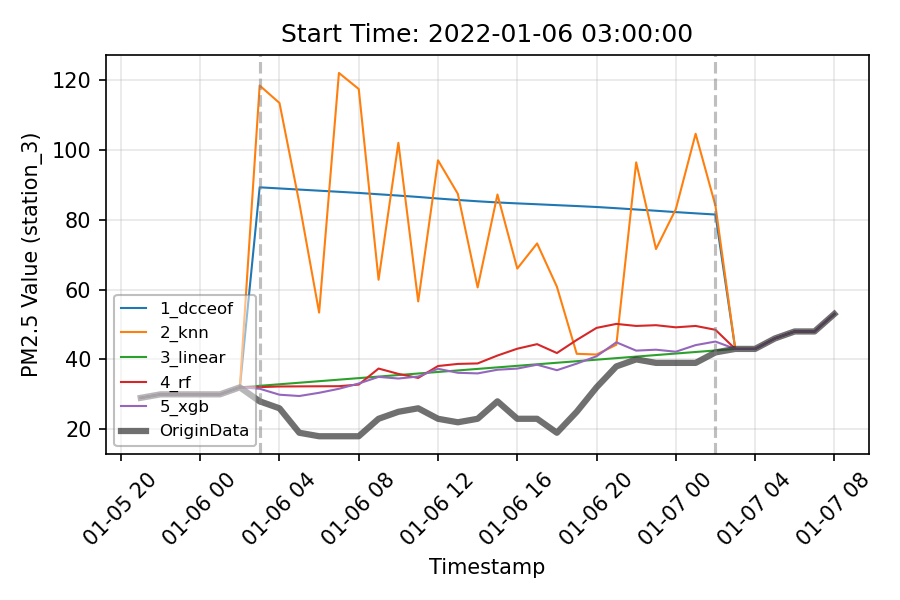 Start Time: 2022-01-06 03:00:00
PM2.5 Value (station_3)
120
100
80
60
40
20
1_dcceof
2_knn
3_linear
4_rf
5_xgb
OriginData
01-05 20
01-06 00
01-06 04
01-06 08
01-06 12
01-06 16
01-06 20
01-07 00
01-07 04
01-07 08
Timestamp